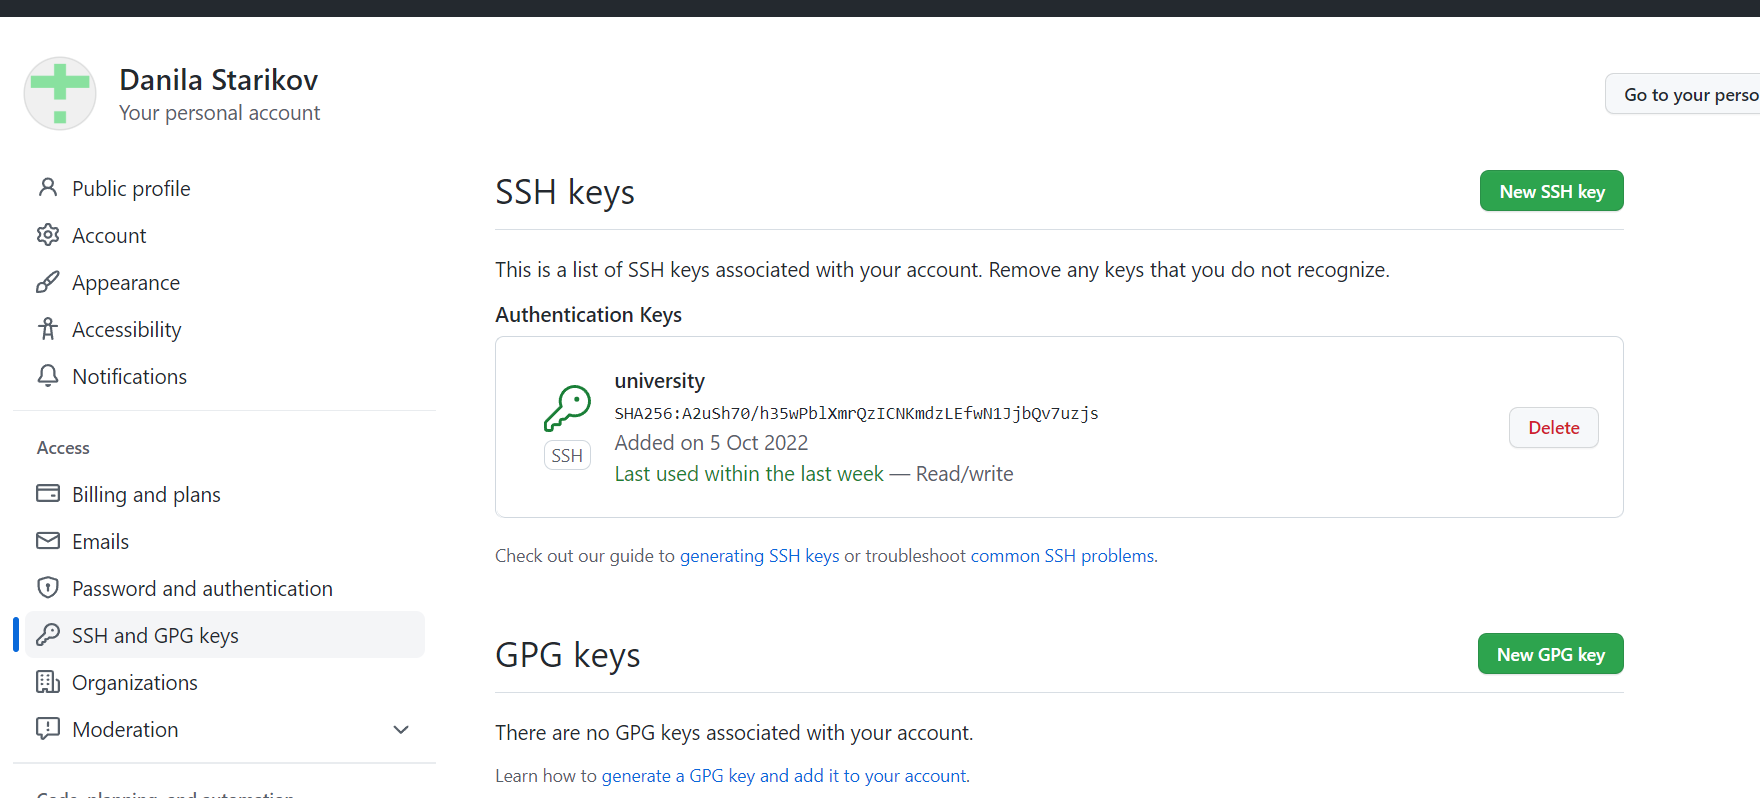 Danila Starikov
Your personal account
Go to your perso
Public profile
Account
Appearance
Accessibility
Notifications
Access
Billing and plans
Emails
Password and authentication
SSH and GPG keys
Organizations
Moderation
Code, planning, and automation
SSH keys
New SSH key
This is a list of SSH keys associated with your account. Remove any keys that you do not recognize.
Authentication Keys
university
SHA256:A2uSh70/h35wPblXmrQzICNKmdzLEfwN1JjbQv7uzjs
Added on 5 Oct 2022
Last used within the last week — Read/write
SSH
Delete
Check out our guide to generating SSH keys or troubleshoot common SSH problems.
GPG keys
New GPG key
There are no GPG keys associated with your account.
Learn how to generate a GPG key and add it to your account.